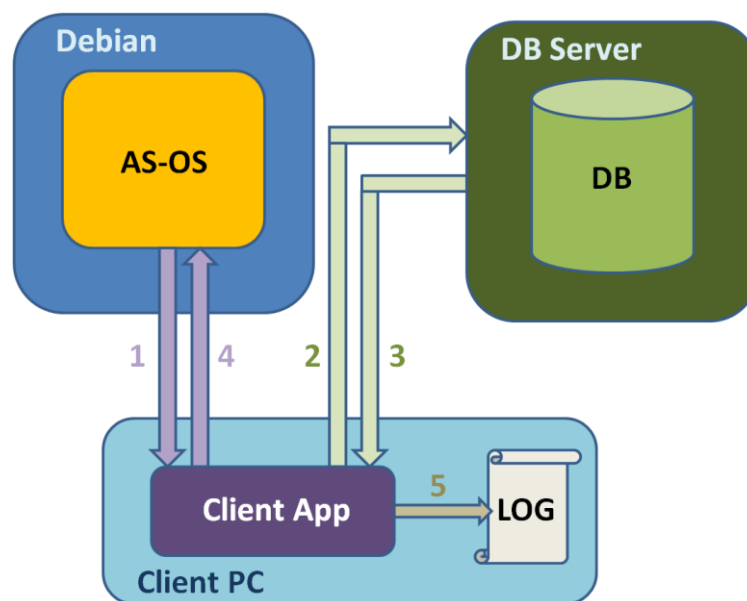 Debian
DB Server
AS-OS
DB
1
4
2
3
5
Client App
LOG
Client PC